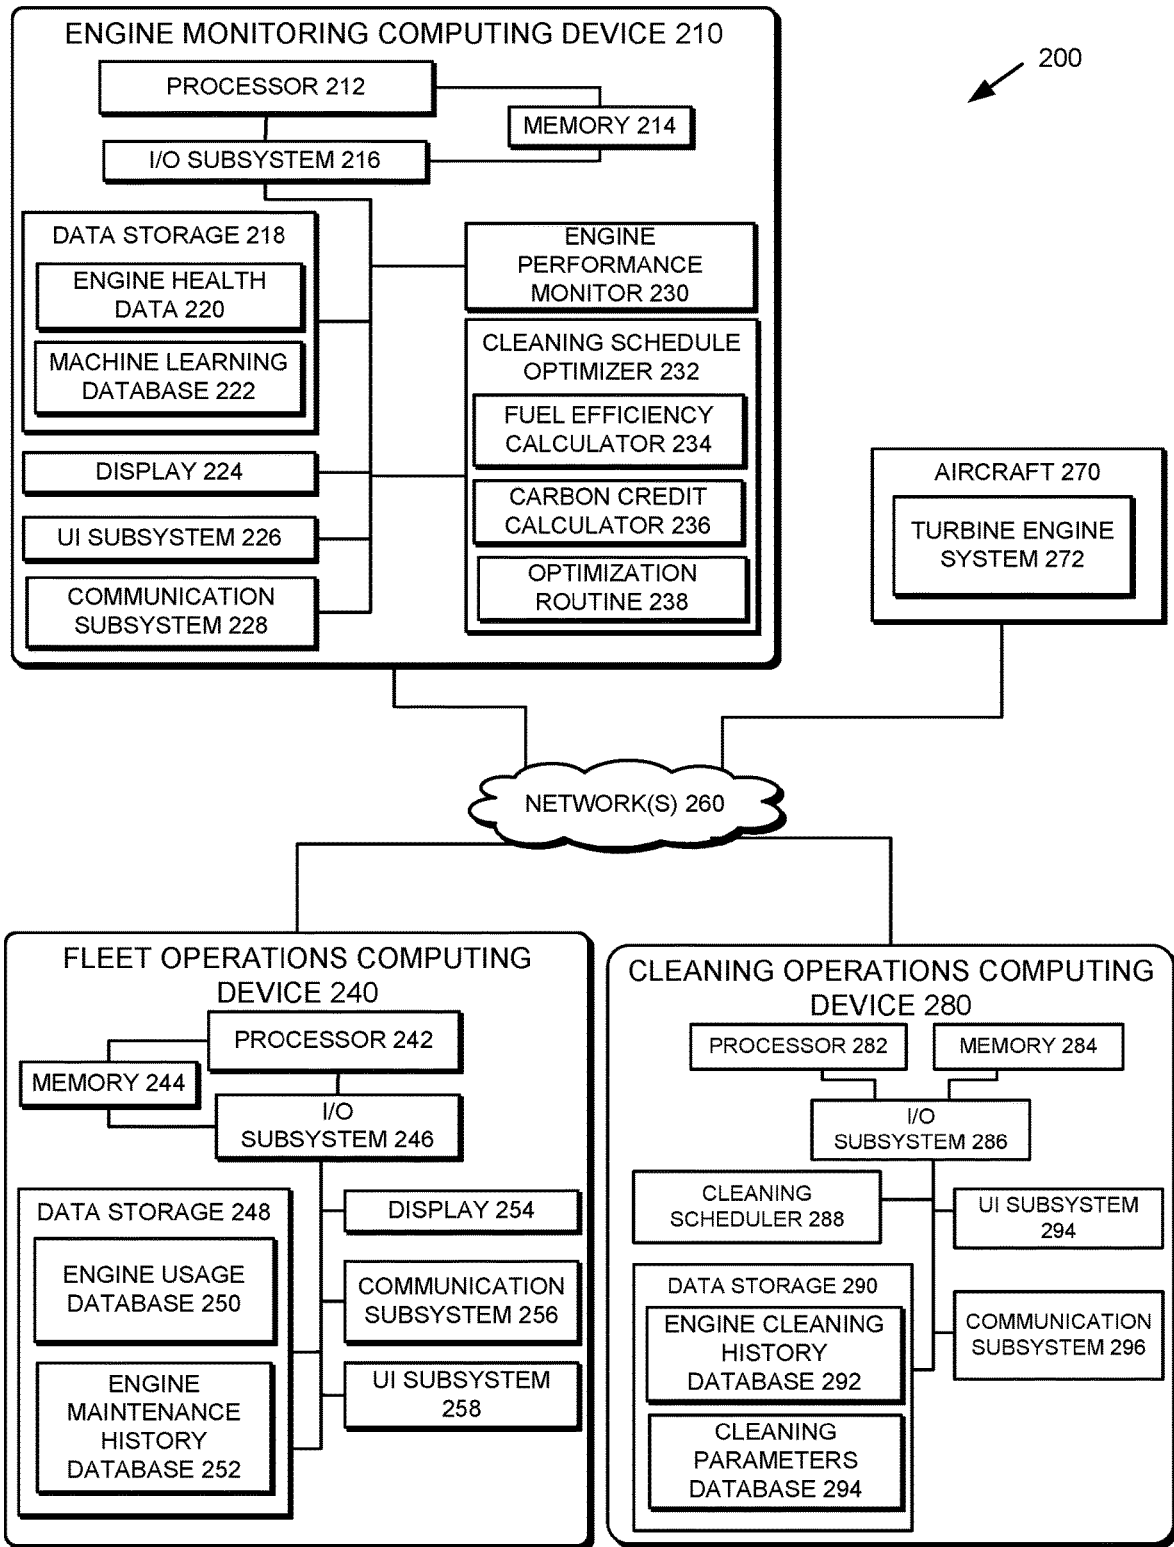 ENGINE MONITORING COMPUTING DEVICE 210
200
PROCESSOR 212
MEMORY 214
I/O SUBSYSTEM 216
DATA STORAGE 218
ENGINE HEALTH
DATA 220
MACHINE LEARNING
DATABASE 222
DISPLAY 224
UI SUBSYSTEM 226
COMMUNICATION
SUBSYSTEM 228
ENGINE
PERFORMANCE
MONITOR 230
CLEANING SCHEDULE
OPTIMIZER 232
FUEL EFFICIENCY
CALCULATOR 234
CARBON CREDIT
CALCULATOR 236
OPTIMIZATION
ROUTINE 238
AIRCRAFT 270
TURBINE ENGINE
SYSTEM 272
NETWORK(S) 260
FLEET OPERATIONS COMPUTING
DEVICE 240
PROCESSOR 242
MEMORY 244
I/O
SUBSYSTEM 246
DATA STORAGE 248
ENGINE USAGE
DATABASE 250
ENGINE
MAINTENANCE
HISTORY
DATABASE 252
DISPLAY 254
COMMUNICATION
SUBSYSTEM 256
UI SUBSYSTEM
258
CLEANING OPERATIONS COMPUTING
DEVICE 280
PROCESSOR 282
MEMORY 284
I/O
SUBSYSTEM 286
CLEANING
SCHEDULER 288
UI SUBSYSTEM
294
DATA STORAGE 290
ENGINE CLEANING
HISTORY
DATABASE 292
CLEANING
PARAMETERS
DATABASE 294
COMMUNICATION
SUBSYSTEM 296